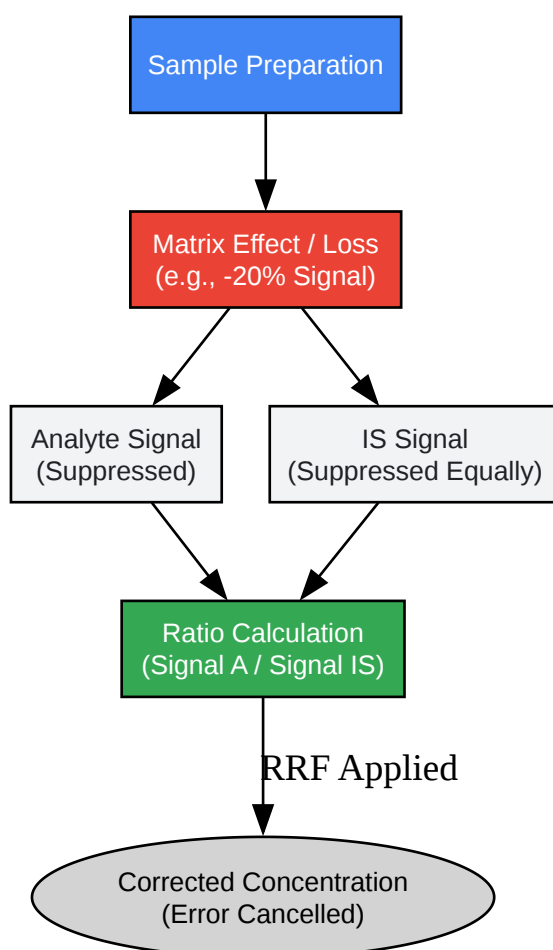 Sample Preparation
Matrix Effect / Loss
(e.g., -20% Signal)
Analyte Signal
(Suppressed)
IS Signal
(Suppressed Equally)
Ratio Calculation
(Signal A / Signal IS)
RRF Applied
Corrected Concentration
(Error Cancelled)